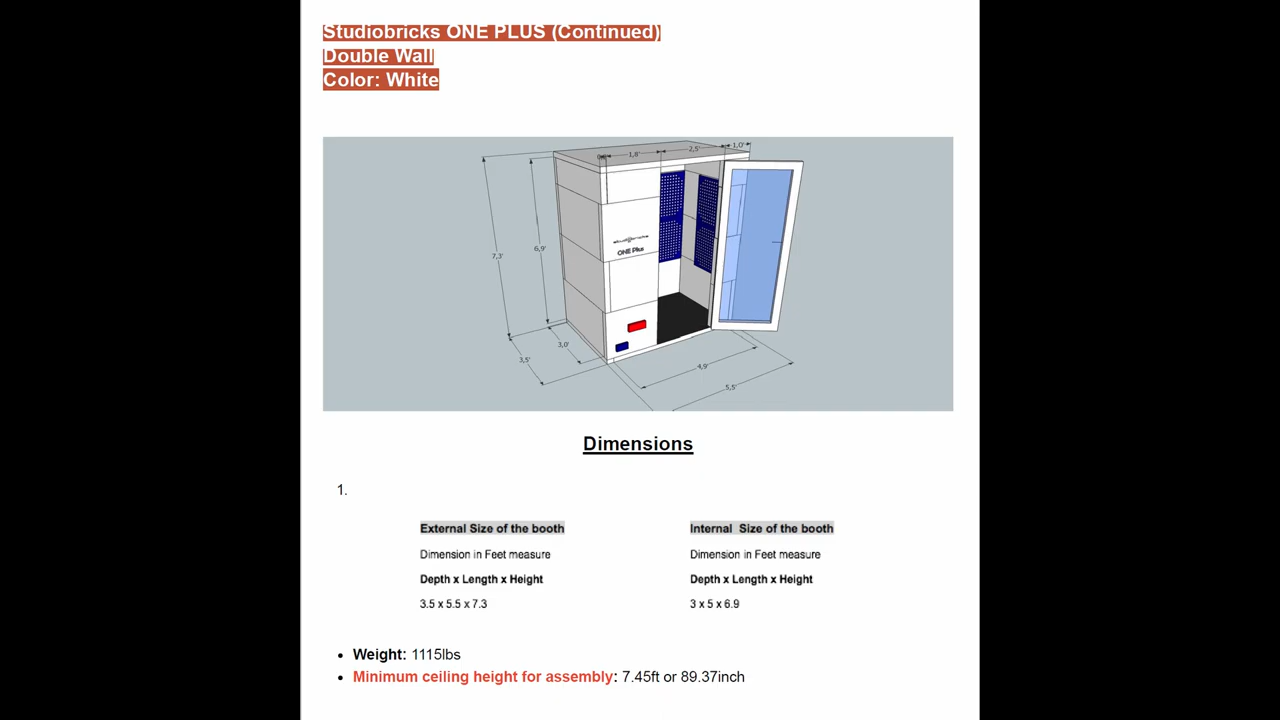 Studiobricks ONE PLUS (Continued)
Double Wall
Color: White
1,8'
2,5'
1,0'
7,3'
6,9'
studiobricks
ONE Plus
3,5'
3,0'
4,9'
5,5'
Dimensions
1.
External Size of the booth
Internal Size of the booth
Dimension in Feet measure
Dimension in Feet measure
Depth x Length x Height
Depth x Length x Height
3.5 x 5.5 x 7.3
3 x 5 x 6.9
• Weight: 1115lbs
• Minimum ceiling height for assembly: 7.45ft or 89.37inch